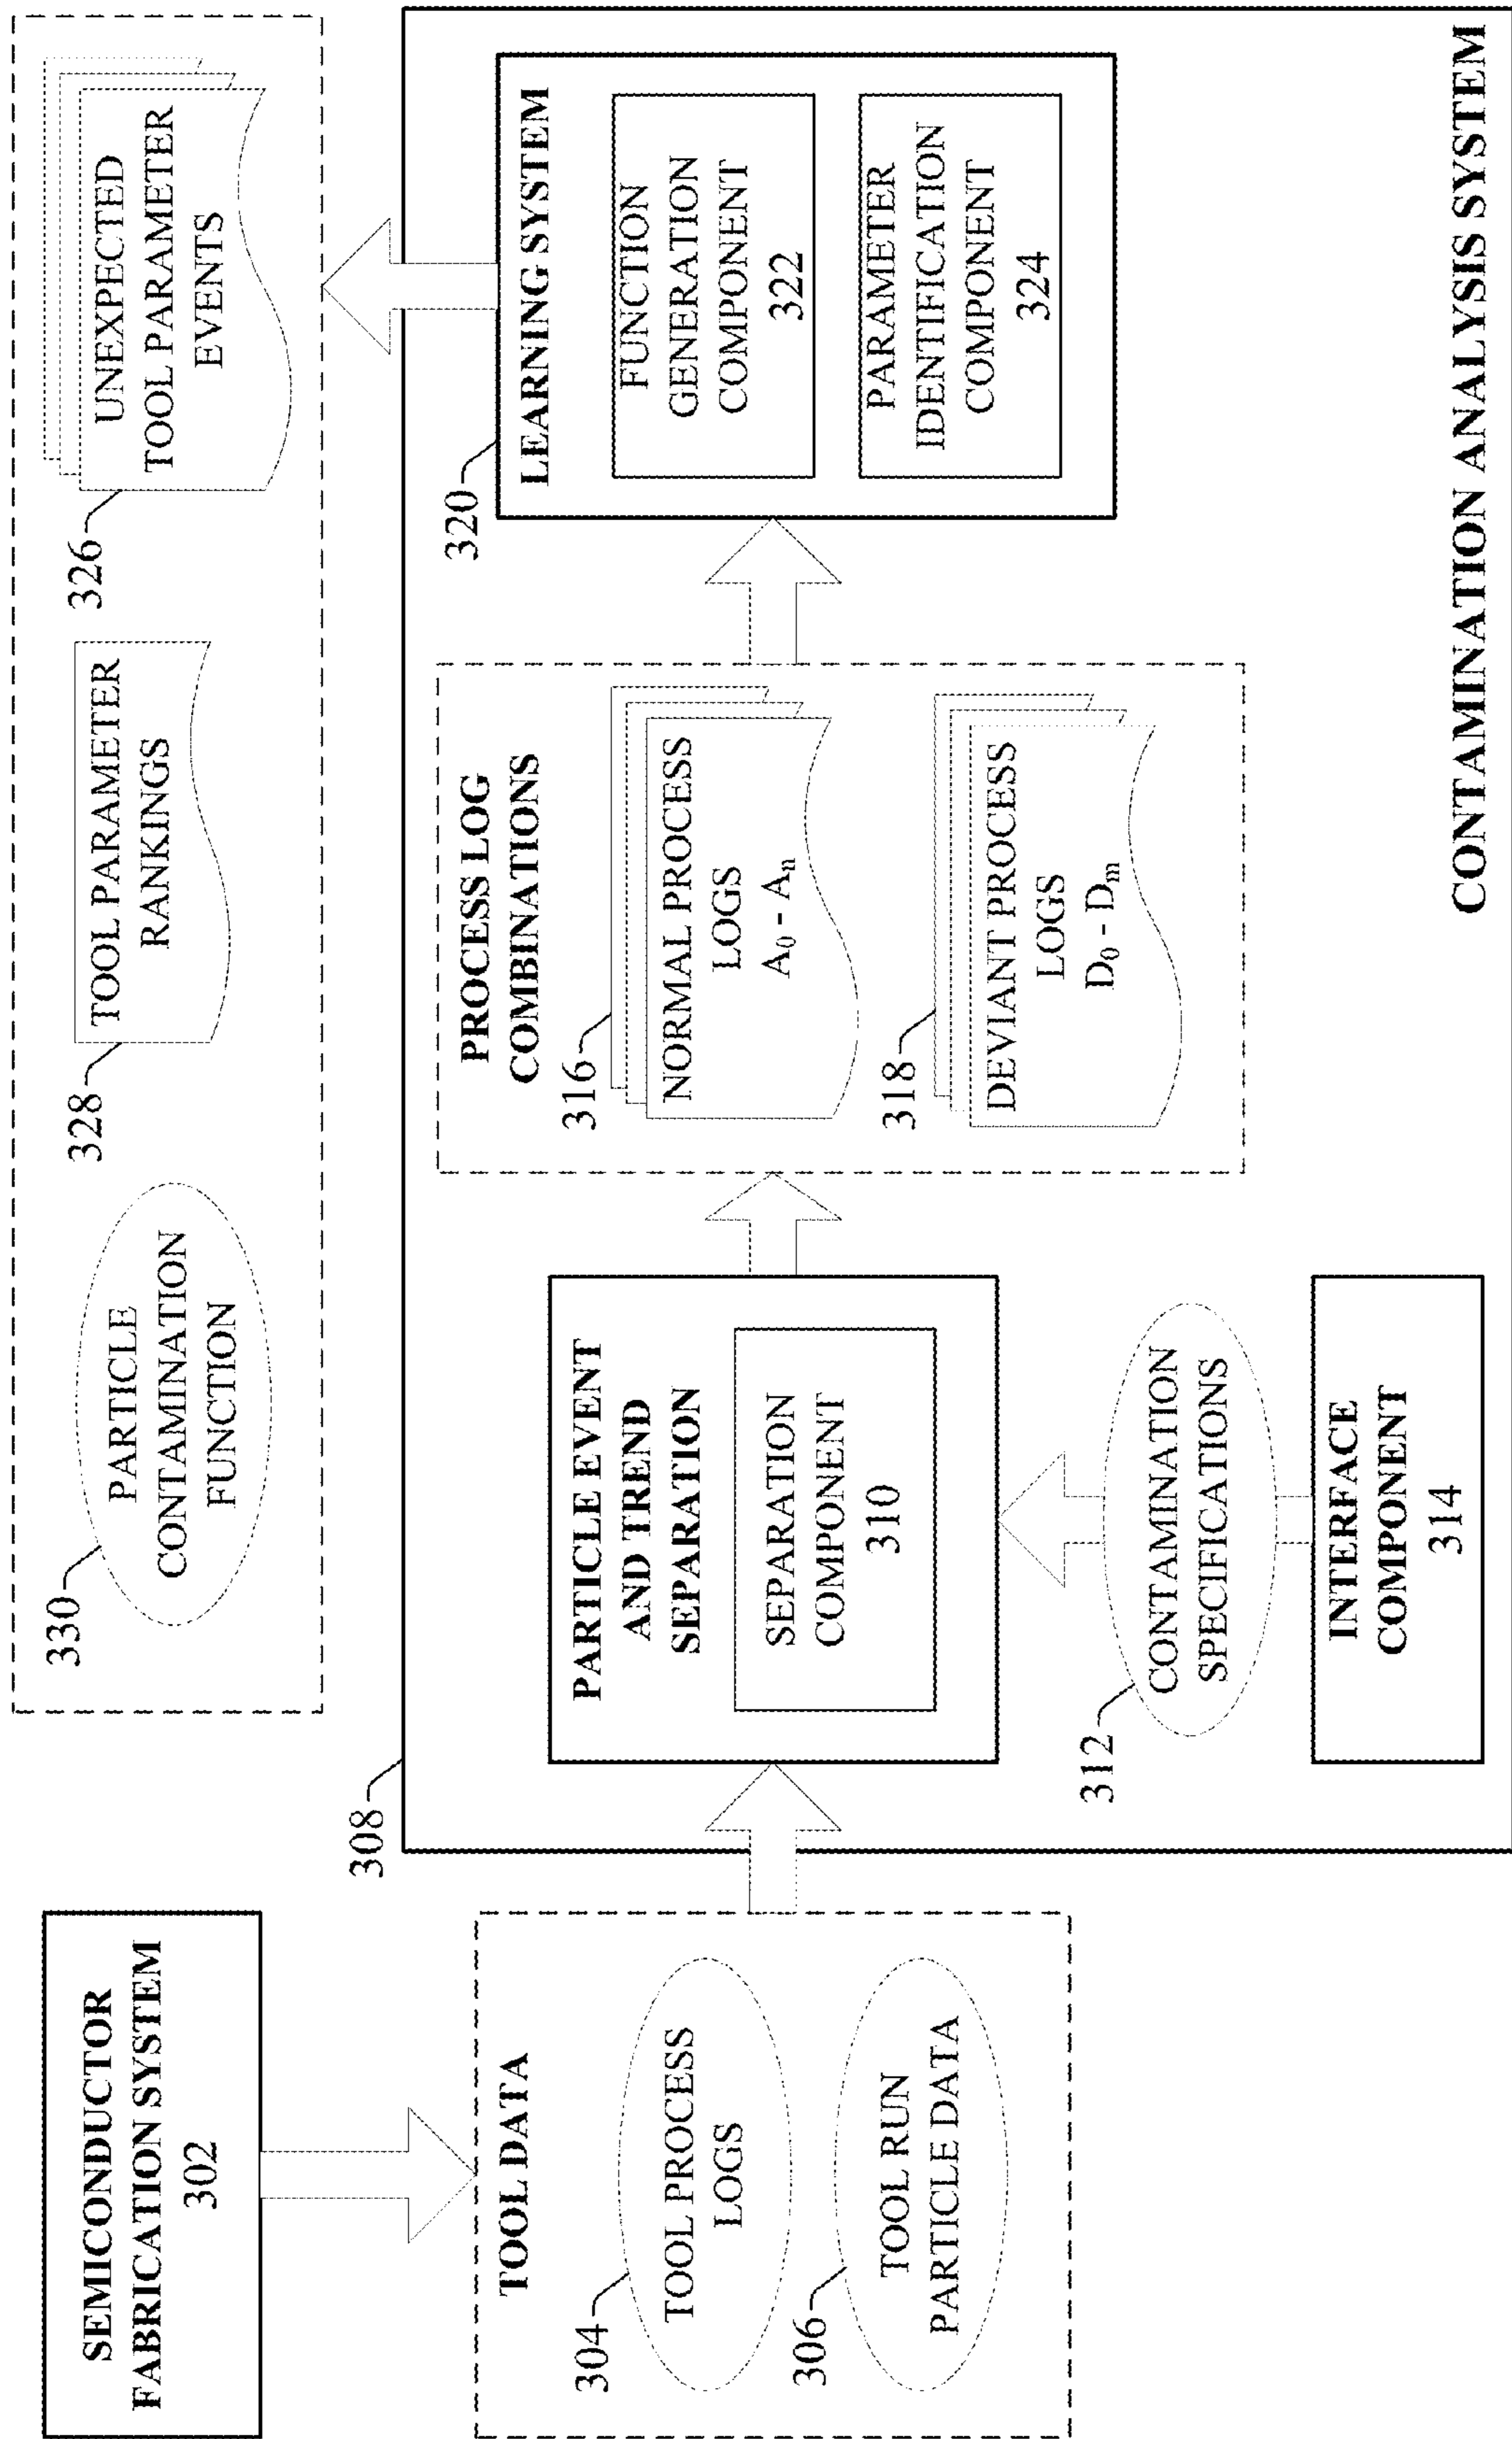 SEMICONDUCTOR
FABRICATION SYSTEM
302
TOOL DATA
304
TOOL PROCESS
LOGS
306
TOOL RUN
PARTICLE DATA
330
PARTICLE
CONTAMINATION
FUNCTION
328
TOOL PARAMETER
RANKINGS
326
UNEXPECTED
TOOL PARAMETER
EVENTS
308
PARTICLE EVENT
AND TREND
SEPARATION
SEPARATION
COMPONENT
310
312
CONTAMINATION
SPECIFICATIONS
INTERFACE
COMPONENT
314
PROCESS LOG
COMBINATIONS
316
NORMAL PROCESS
LOGS
A₀ - Aₙ
318
DEVIANT PROCESS
LOGS
D₀ - Dₘ
320
LEARNING SYSTEM
FUNCTION
GENERATION
COMPONENT
322
PARAMETER
IDENTIFICATION
COMPONENT
324
CONTAMINATION ANALYSIS SYSTEM